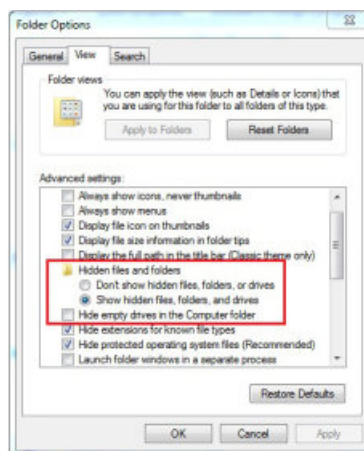 Folder Options
General View Search
Folder views
You can apply the view (such as Details or Icons) that
you are using for this folder to all folders of this type.
Apply to Folders Reset Folders
Advanced settings:
Always show icons, never thumbnails
Always show menus
Display file icon on thumbnails
Display file size information in folder tips
Display the full path in the title bar (Classic theme only)
Hidden files and folders
Don't show hidden files, folders, or drives
Show hidden files, folders, and drives
Hide empty drives in the Computer folder
Hide extensions for known file types
Hide protected operating system files (Recommended)
Launch folder windows in a separate process
Restore Defaults
OK Cancel Apply